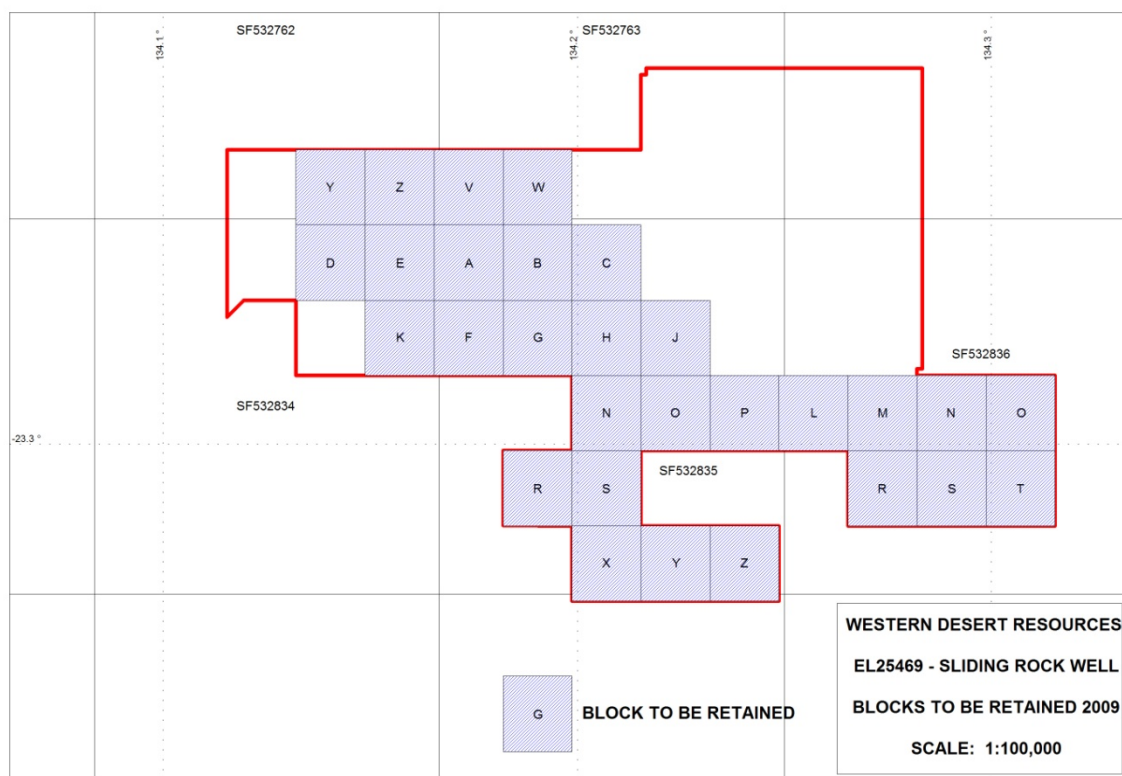 SF532762 SF532763
134.1 ° 134.2 ° 134.3 °
Y Z V W
D E A B C
K F G H J
SF532836
SF532834
N O P L M N O
-23.3 °
SF532835
R S R S T
X Y Z
WESTERN DESERT RESOURCES
EL25469 - SLIDING ROCK WELL
G BLOCK TO BE RETAINED
BLOCKS TO BE RETAINED 2009
SCALE: 1:100,000